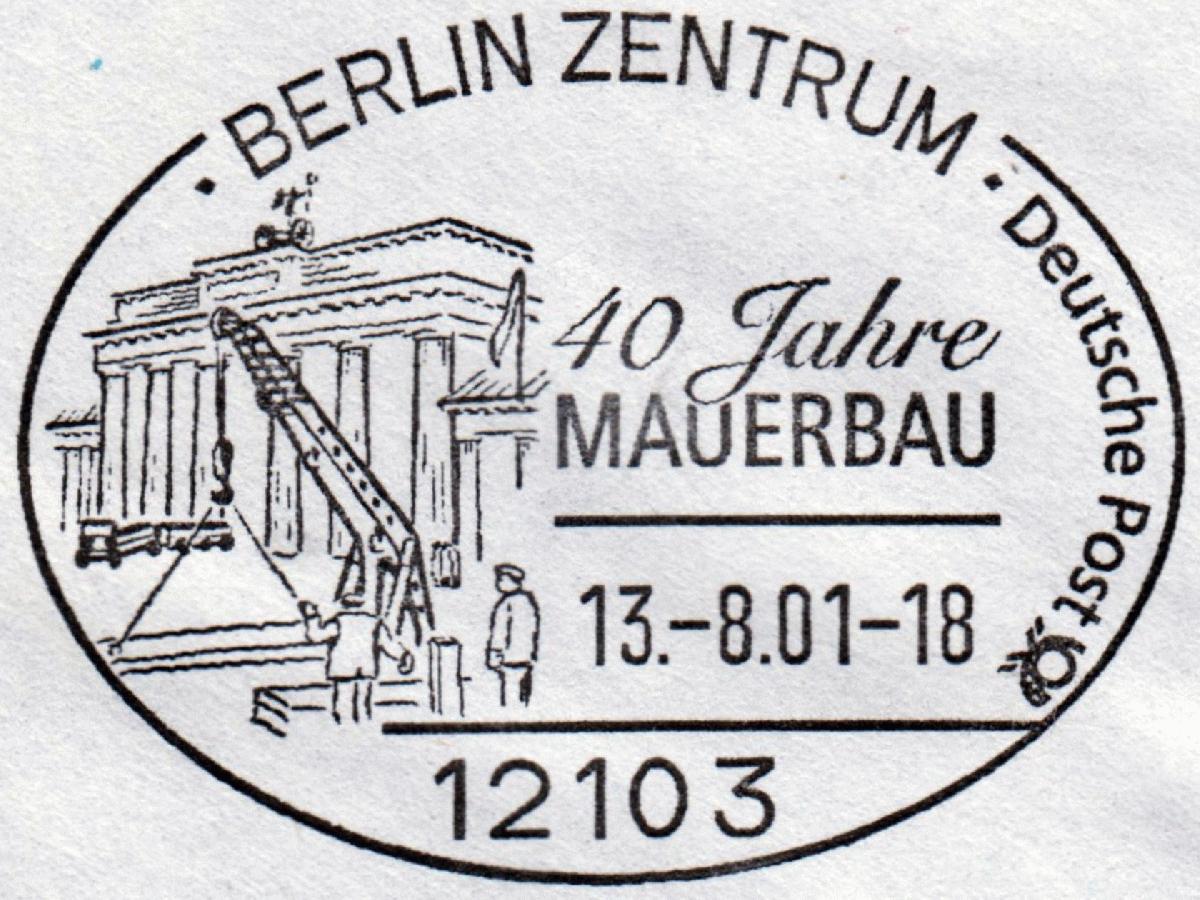 · BERLIN ZENTRUM ·
Deutsche Post
40 Jahre
MAUERBAU
13.-8.01-18
12103